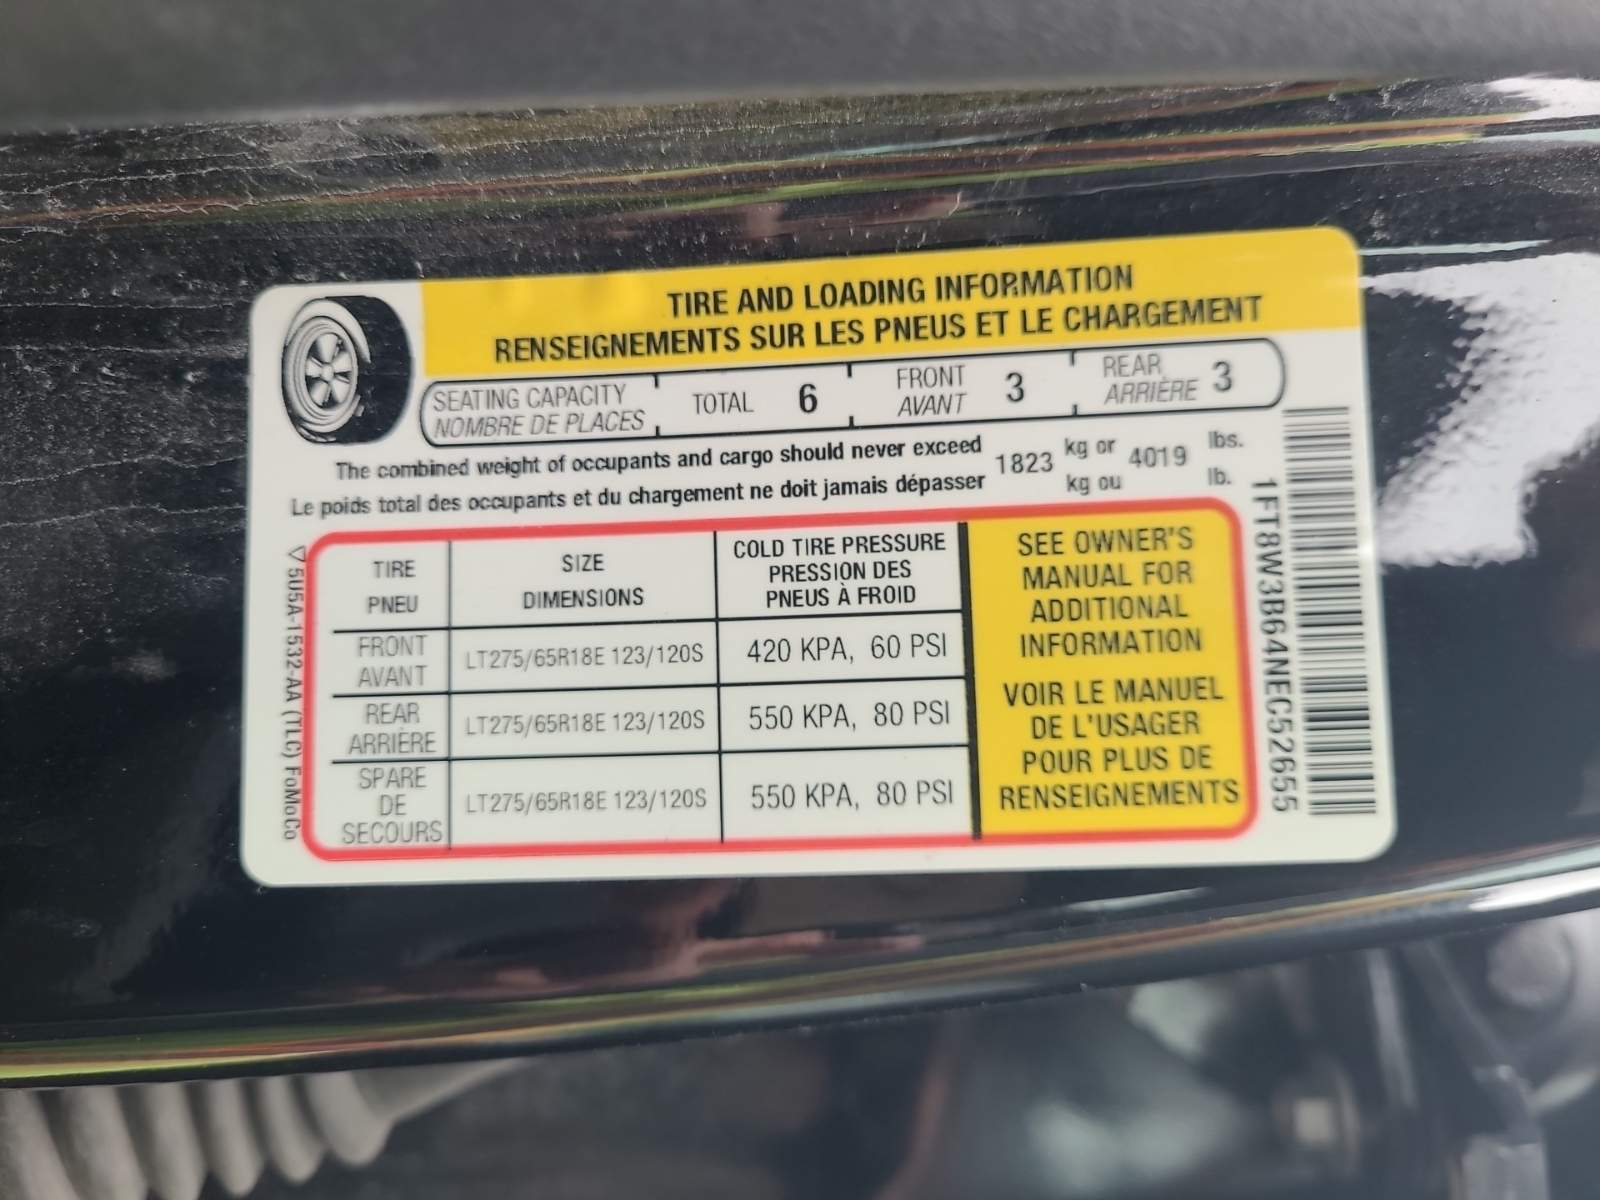 TIRE AND LOADING INFORMATION
RENSEIGNEMENTS SUR LES PNEUS ET LE CHARGEMENT
SEATING CAPACITY
NOMBRE DE PLACES
TOTAL 6
FRONT
AVANT
3
REAR
ARRIÈRE
3
The combined weight of occupants and cargo should never exceed 1823 kg or 4019 lbs.
Le poids total des occupants et du chargement ne doit jamais dépasser kg ou lb.
TIRE
PNEU
SIZE
DIMENSIONS
COLD TIRE PRESSURE
PRESSION DES
PNEUS À FROID
FRONT
AVANT
LT275/65R18E 123/120S
420 KPA, 60 PSI
REAR
ARRIÈRE
LT275/65R18E 123/120S
550 KPA, 80 PSI
SPARE
DE
SECOURS
LT275/65R18E 123/120S
550 KPA, 80 PSI
SEE OWNER'S
MANUAL FOR
ADDITIONAL
INFORMATION
VOIR LE MANUEL
DE L'USAGER
POUR PLUS DE
RENSEIGNEMENTS
5U5A-1532-AA (TLC) FoMoCo
1FT8W3B64NEC52655